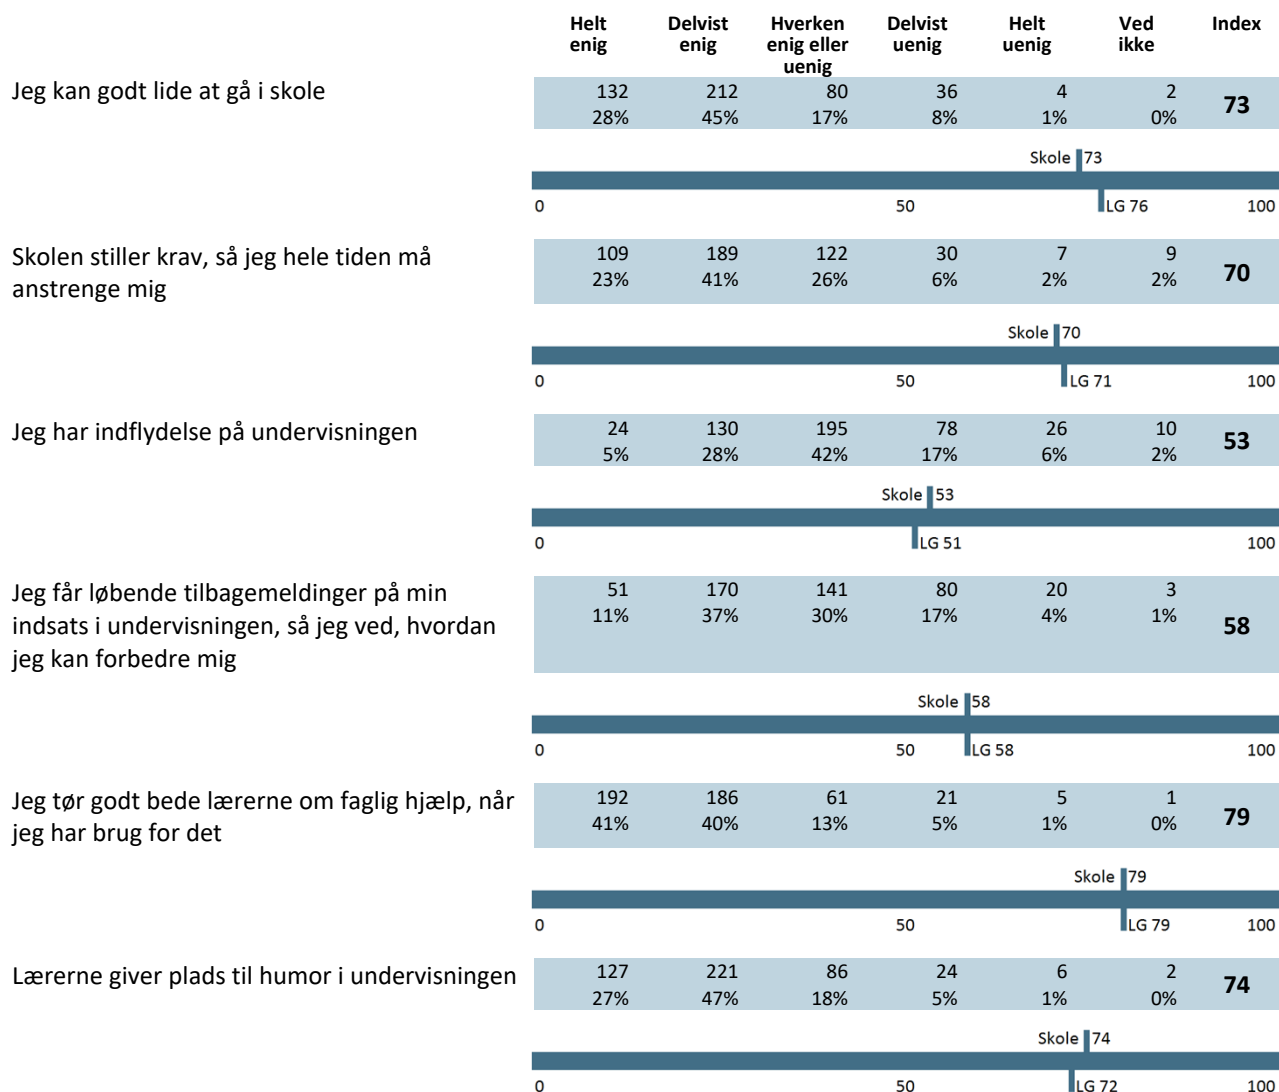 Helt enig Delvist enig Hverken enig eller uenig Delvist uenig Helt uenig Ved ikke Index
Jeg kan godt lide at gå i skole
132 212 80 36 4 2 73
28% 45% 17% 8% 1% 0%
Skole 73
0 50 LG 76 100
Skolen stiller krav, så jeg hele tiden må
anstrenge mig
109 189 122 30 7 9 70
23% 41% 26% 6% 2% 2%
Skole 70
0 50 LG 71 100
Jeg har indflydelse på undervisningen
24 130 195 78 26 10 53
5% 28% 42% 17% 6% 2%
Skole 53
0 LG 51 100
Jeg får løbende tilbagemeldinger på min
indsats i undervisningen, så jeg ved, hvordan
jeg kan forbedre mig
51 170 141 80 20 3 58
11% 37% 30% 17% 4% 1%
Skole 58
0 50 LG 58 100
Jeg tør godt bede lærerne om faglig hjælp, når
jeg har brug for det
192 186 61 21 5 1 79
41% 40% 13% 5% 1% 0%
Skole 79
0 50 LG 79 100
Lærerne giver plads til humor i undervisningen
127 221 86 24 6 2 74
27% 47% 18% 5% 1% 0%
Skole 74
0 50 LG 72 100